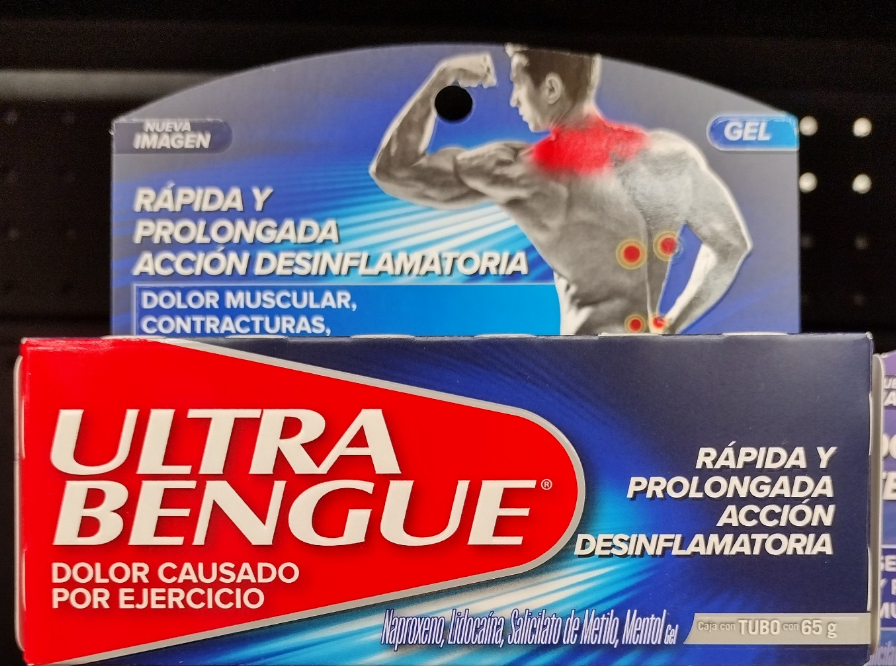 NUEVA
IMAGEN
GEL
RÁPIDA Y
PROLONGADA
ACCIÓN DESINFLAMATORIA
DOLOR MUSCULAR,
CONTRACTURAS,
ULTRA
BENGUE®
DOLOR CAUSADO
POR EJERCICIO
RÁPIDA Y
PROLONGADA
ACCIÓN
DESINFLAMATORIA
Naproxeno, Lidocaína, Salicilato de Metilo, Mentol Gel
Caja con TUBO con 65 g